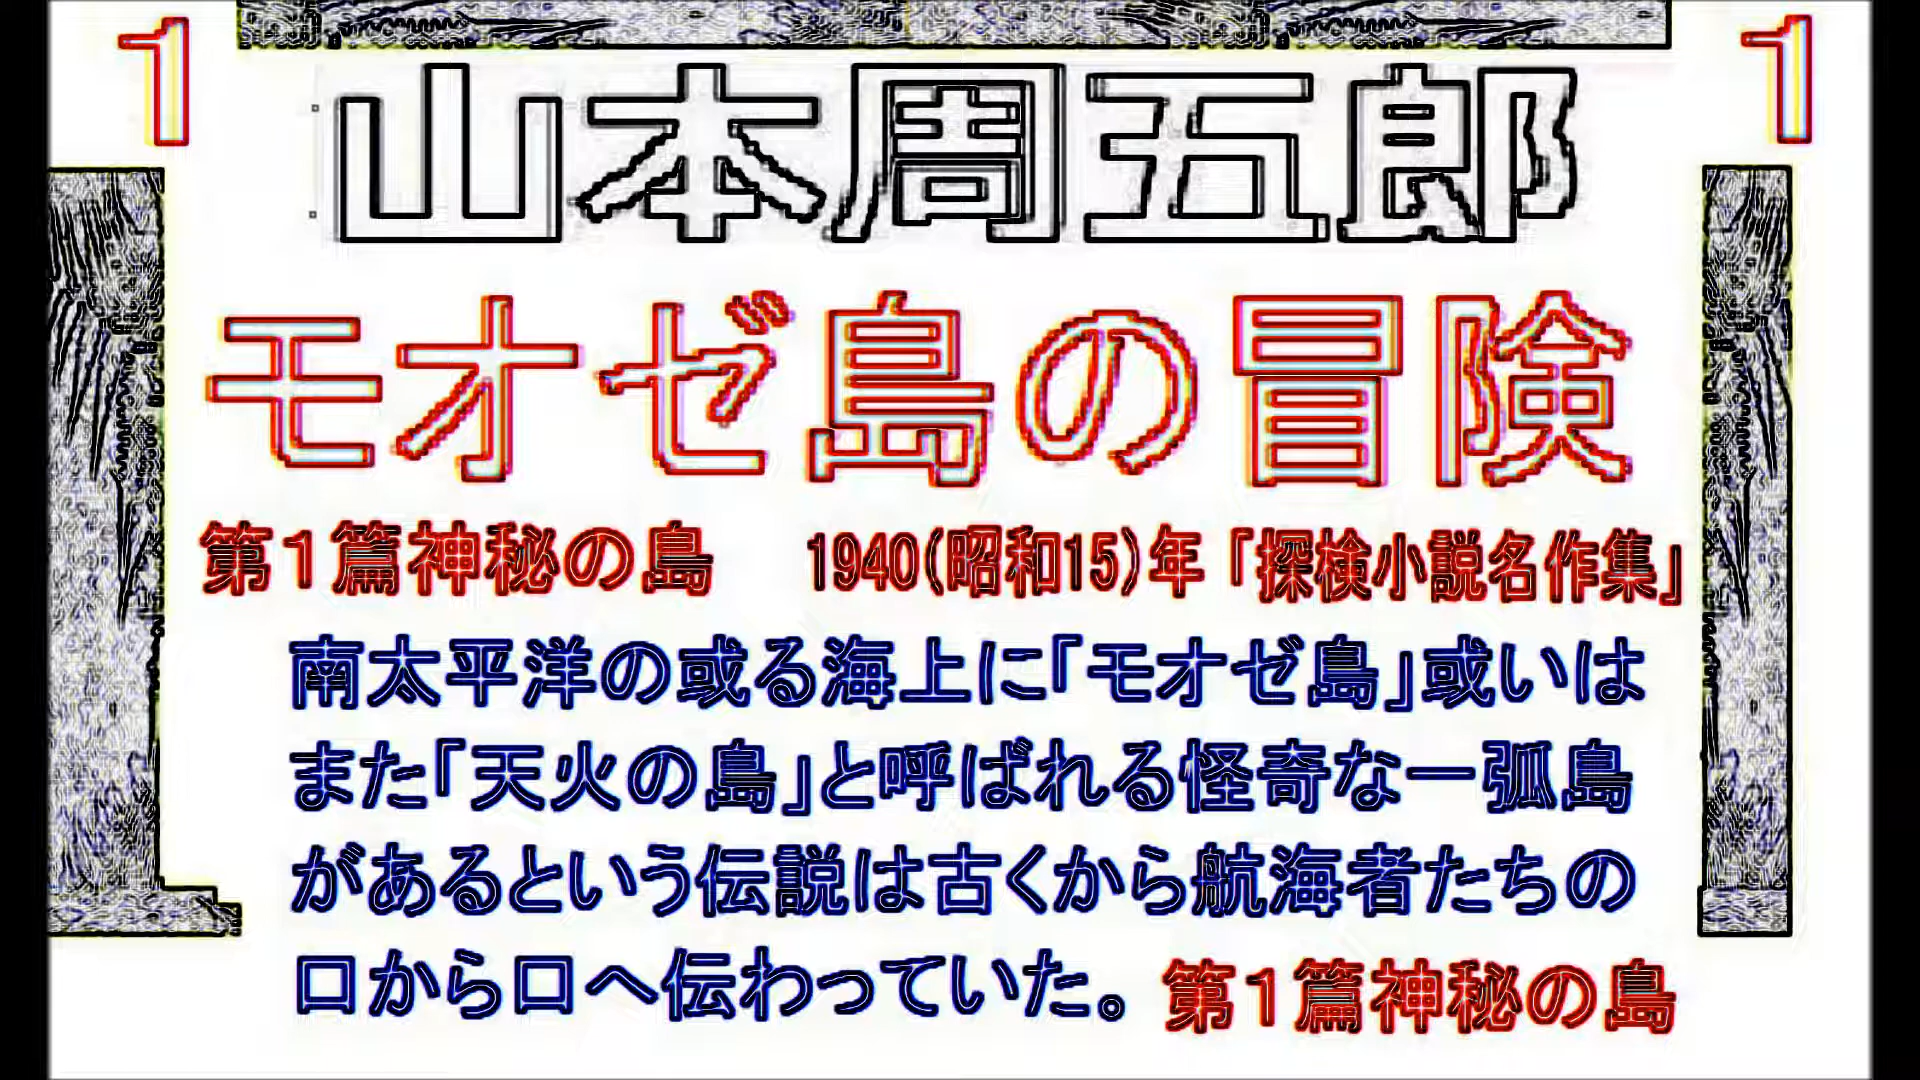 1 1
山本周五郎
モオゼ島の冒険
第1篇神秘の島 1940(昭和15)年「探検小説名作集」
南太平洋の或る海上に「モオゼ島」或いは
また「天火の島」と呼ばれる怪奇な一孤島
があるという伝説は古くから航海者たちの
口から口へ伝わっていた。 第1篇神秘の島